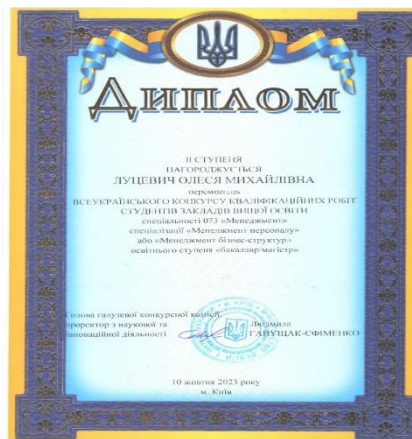 ДИПЛОМ
ІІ СТУПЕНЯ
НАГОРОДЖУЄТЬСЯ
ЛУЦЕВИЧ ОЛЕСЯ МИХАЙЛІВНА
переможець
ВСЕУКРАЇНСЬКОГО КОНКУРСУ КВАЛІФІКАЦІЙНИХ РОБІТ
СТУДЕНТІВ ЗАКЛАДІВ ВИЩОЇ ОСВІТИ
спеціальності 073 «Менеджмент»
спеціалізації «Менеджмент персоналу»
або «Менеджмент бізнес-структур»
освітнього ступеня «бакалавр/магістр»
Голова галузевої конкурсної комісії,
проректор з наукової та
інноваційної діяльності
Людмила
ГАНУЩАК-ЄФІМЕНКО
10 жовтня 2023 року
м. Київ